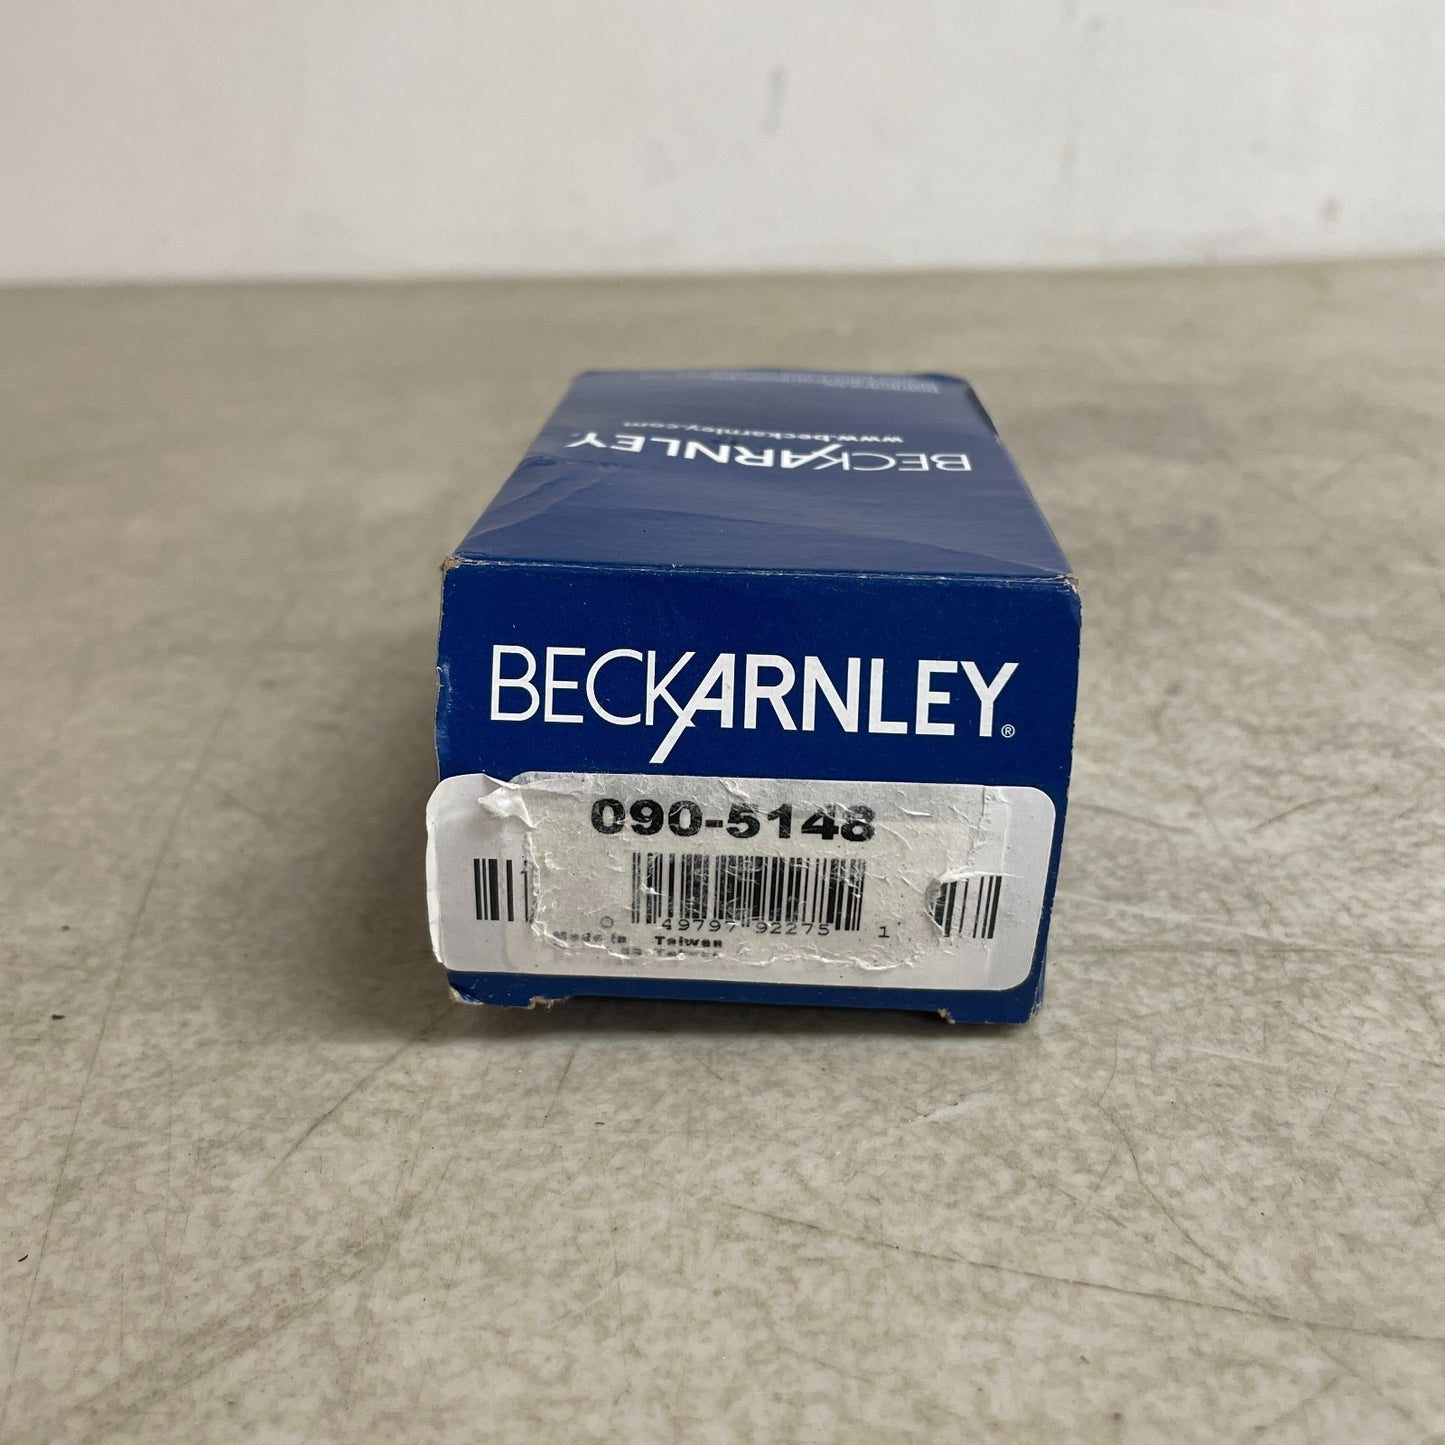 www.beckarnley.com
BECKARNLEY
BECKARNLEY®
090-5148
0 49797 92275 1
Made in Taiwan